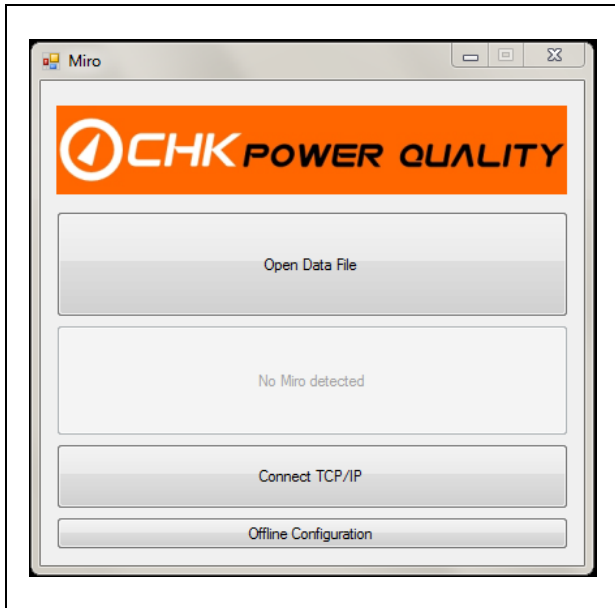 Miro
CHK POWER QUALITY
Open Data File
No Miro detected
Connect TCP/IP
Offline Configuration